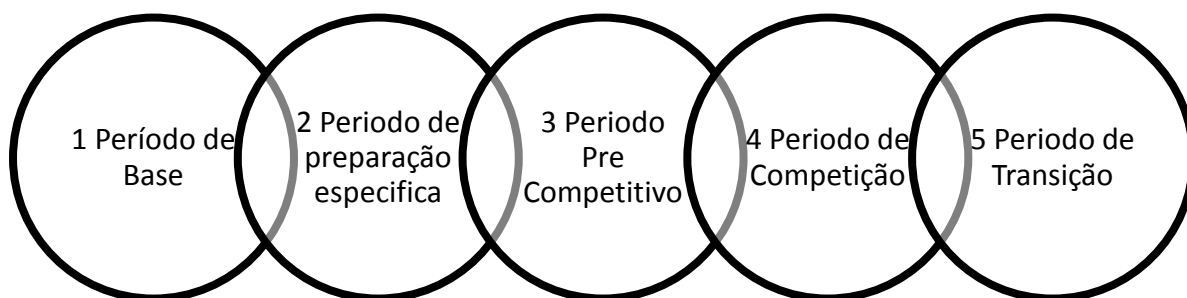 1 Período de
Base
2 Periodo de
preparação
especifica
3 Periodo
Pre
Competitivo
4 Periodo de
Competição
5 Periodo de
Transição